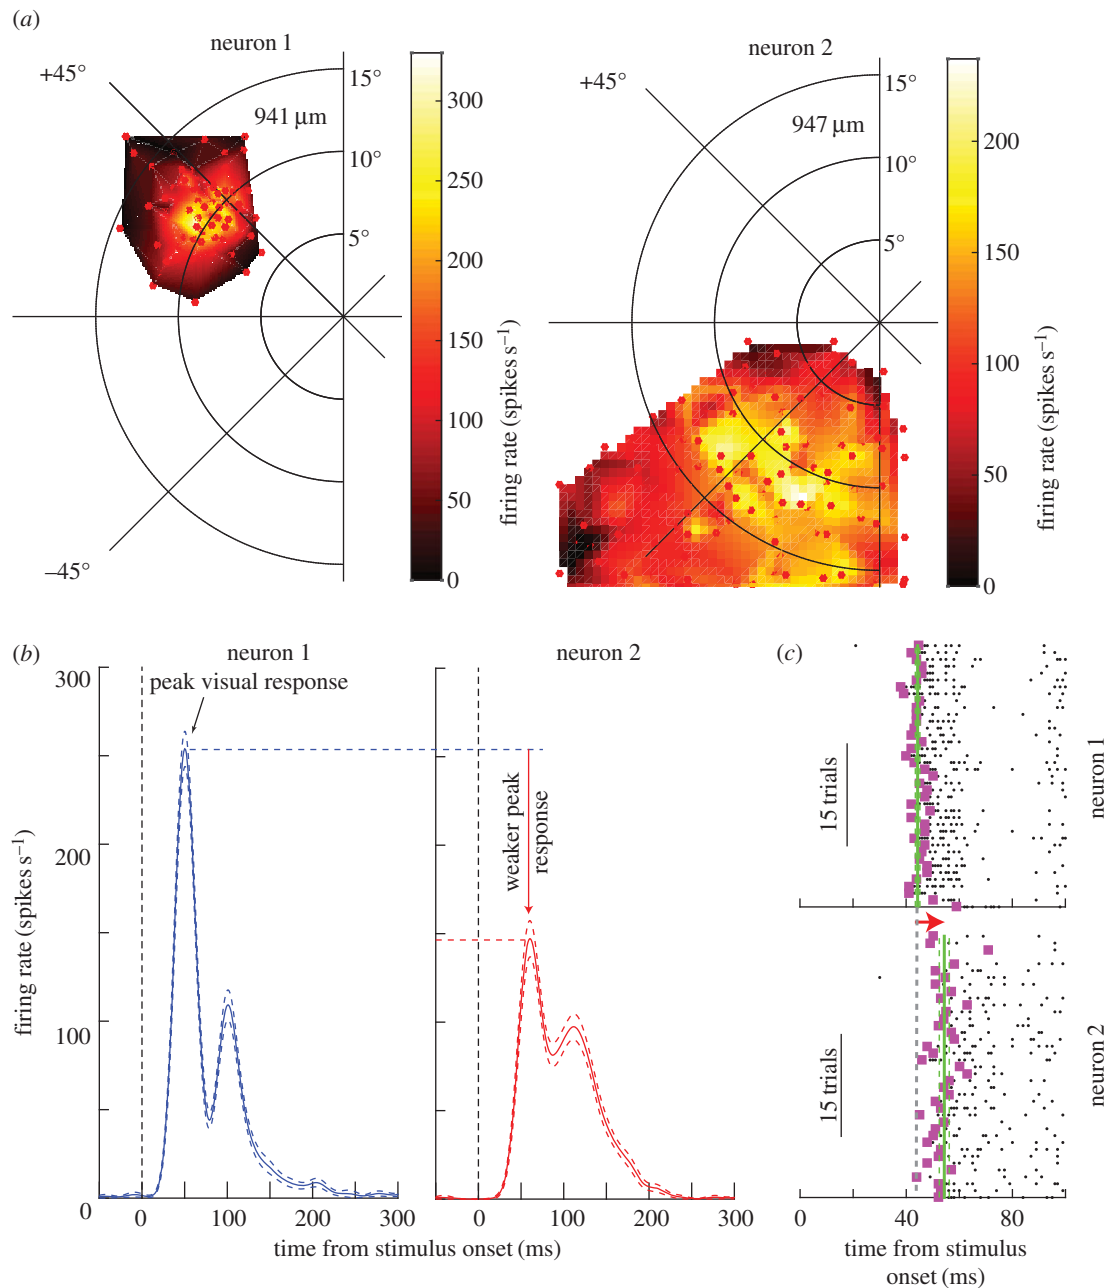 (a)
neuron 1
+45°
15°
941 µm
10°
5°
–45°
300
250
200
150
100
50
0
firing rate (spikes s–1)
neuron 2
+45°
15°
947 µm
10°
5°
200
150
100
50
0
firing rate (spikes s–1)
(b)
neuron 1
peak visual response
300
200
100
0
firing rate (spikes s–1)
0
100
200
300
neuron 2
weaker peak
response
0
100
200
300
time from stimulus onset (ms)
(c)
15 trials
neuron 1
15 trials
neuron 2
0
40
80
time from stimulus
onset (ms)